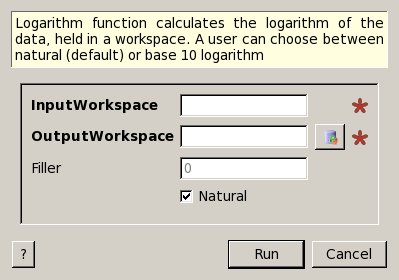 Logarithm function calculates the logarithm of the
data, held in a workspace. A user can choose between
natural (default) or base 10 logarithm
InputWorkspace *
OutputWorkspace *
Filler 0
Natural
? Run Cancel